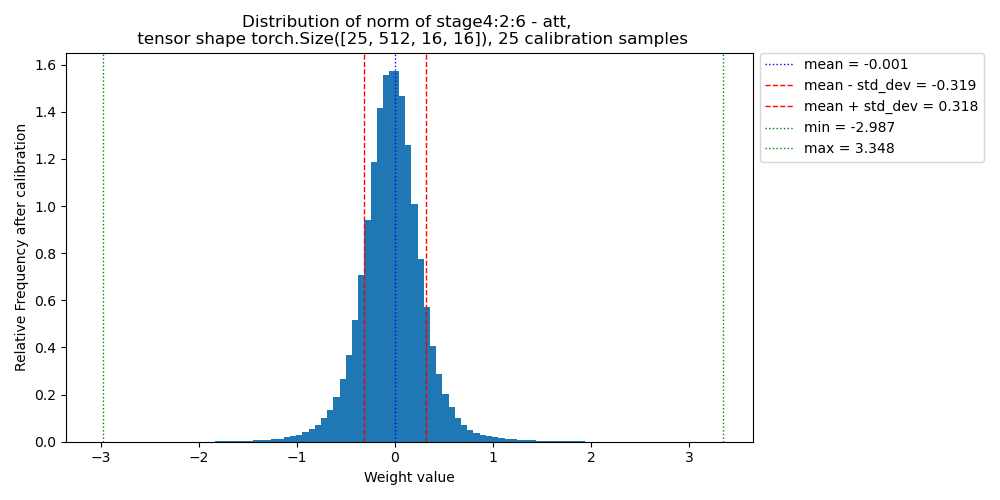 Distribution of norm of stage4:2:6 - att,
tensor shape torch.Size([25, 512, 16, 16]), 25 calibration samples
mean = -0.001
mean - std_dev = -0.319
mean + std_dev = 0.318
min = -2.987
max = 3.348
Relative Frequency after calibration
1.6
1.4
1.2
1.0
0.8
0.6
0.4
0.2
0.0
−3
−2
−1
0
1
2
3
Weight value